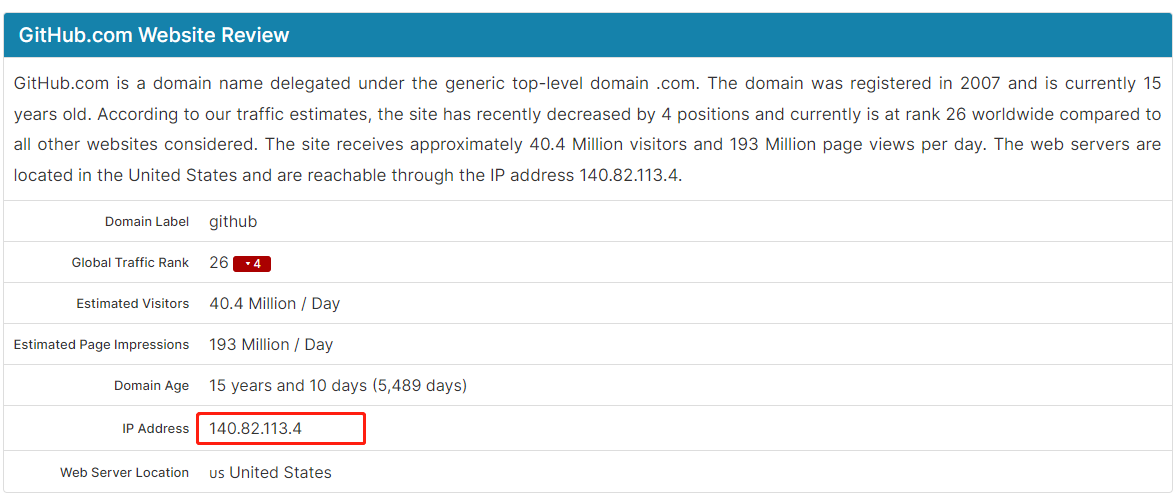 GitHub.com Website Review
GitHub.com is a domain name delegated under the generic top-level domain .com. The domain was registered in 2007 and is currently 15
years old. According to our traffic estimates, the site has recently decreased by 4 positions and currently is at rank 26 worldwide compared to
all other websites considered. The site receives approximately 40.4 Million visitors and 193 Million page views per day. The web servers are
located in the United States and are reachable through the IP address 140.82.113.4.
Domain Label github
Global Traffic Rank 26 4
Estimated Visitors 40.4 Million / Day
Estimated Page Impressions 193 Million / Day
Domain Age 15 years and 10 days (5,489 days)
IP Address 140.82.113.4
Web Server Location US United States